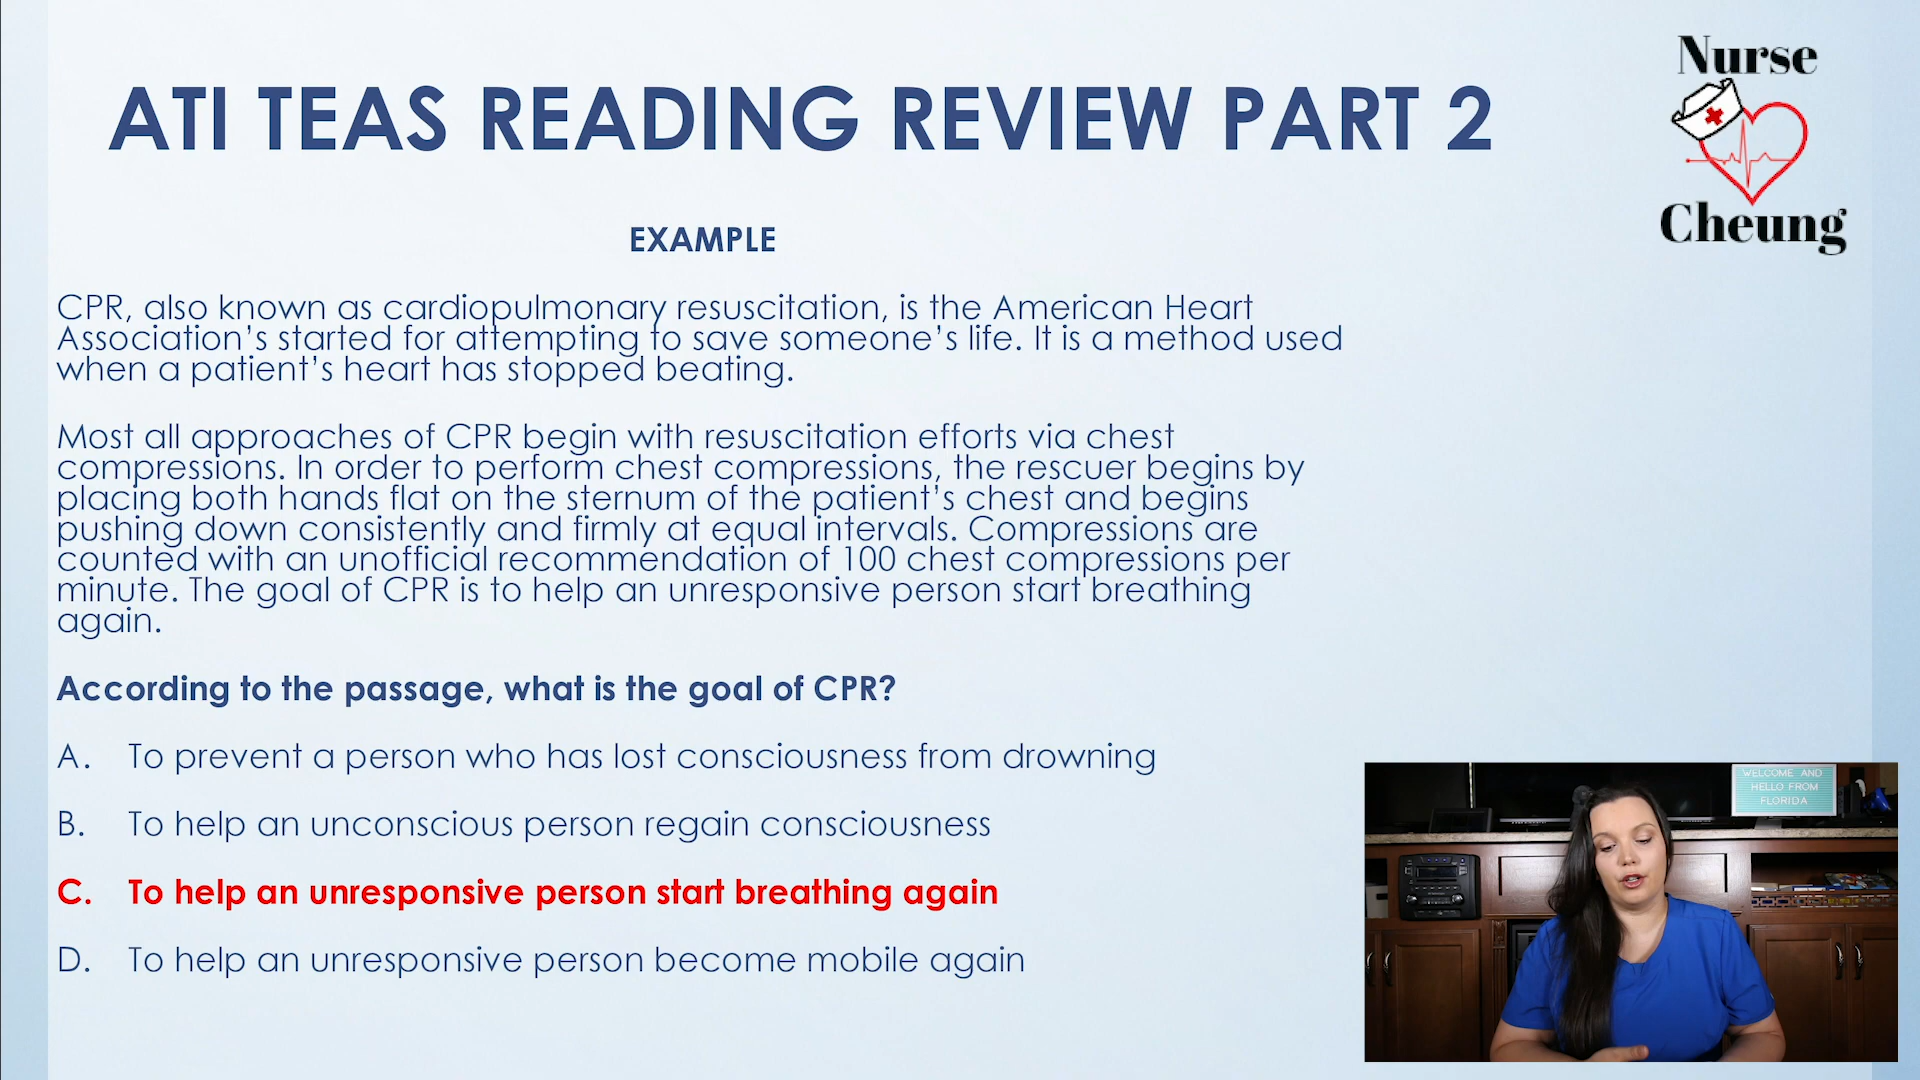 Nurse
Cheung
ATI TEAS READING REVIEW PART 2
EXAMPLE
CPR, also known as cardiopulmonary resuscitation, is the American Heart
Association's started for attempting to save someone's life. It is a method used
when a patient's heart has stopped beating.
Most all approaches of CPR begin with resuscitation efforts via chest
compressions. In order to perform chest compressions, the rescuer begins by
placing both hands flat on the sternum of the patient's chest and begins
pushing down consistently and firmly at equal intervals. Compressions are
counted with an unofficial recommendation of 100 chest compressions per
minute. The goal of CPR is to help an unresponsive person start breathing
again.
According to the passage, what is the goal of CPR?
A. To prevent a person who has lost consciousness from drowning
B. To help an unconscious person regain consciousness
C. To help an unresponsive person start breathing again
D. To help an unresponsive person become mobile again
WELCOME AND
HELLO FROM
FLORIDA